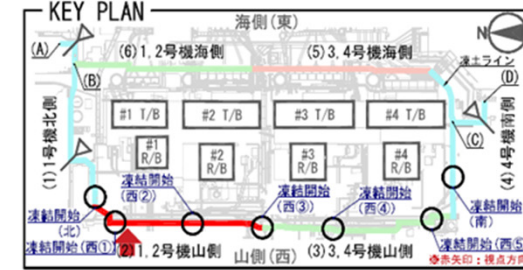 KEY PLAN
海側(東)
N
(A)
(6)1,2号機海側
(5)3,4号機海側
凍土ライン
(B)
(D)
#1 T/B
#2 T/B
#3 T/B
#4 T/B
(C)
(1)1号機北側
(4)4号機南側
#1
R/B
#2
R/B
#3
R/B
#4
R/B
凍結開始
(北)
凍結開始
(西②)
凍結開始
(西③)
凍結開始
(西④)
凍結開始
(南)
凍結開始(西①)
(2)1,2号機山側
山側(西)
(3)3,4号機山側
凍結開始(西⑤)
※赤矢印：視点方向